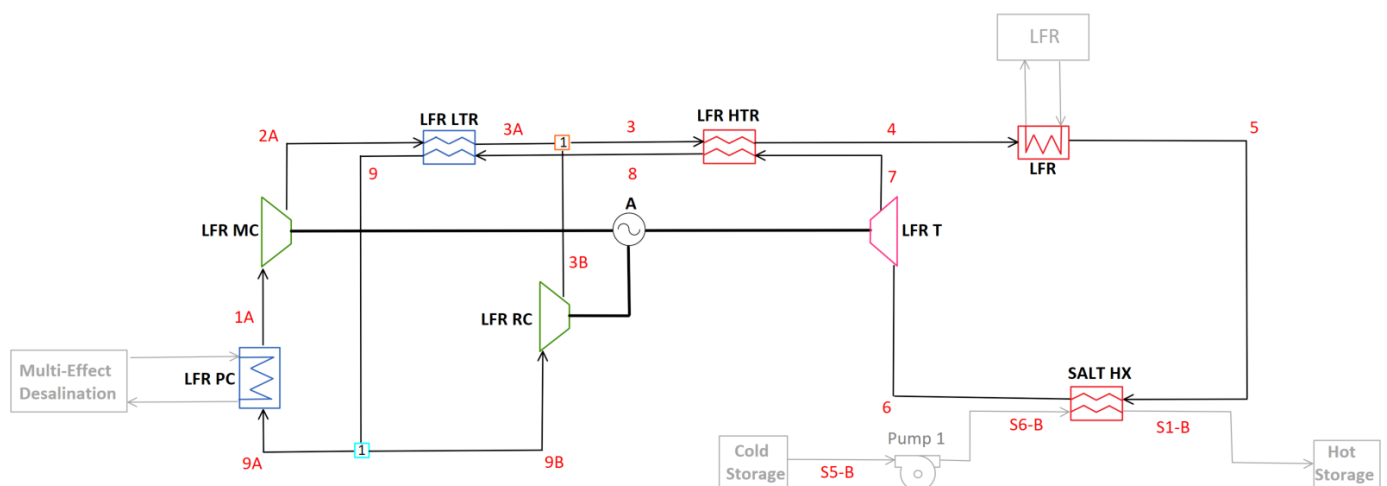 LFR
LFR LTR
3A
1
3
LFR HTR
4
5
2A
9
8
7
LFR
A
LFR MC
LFR T
3B
1A
LFR RC
Multi-Effect
Desalination
LFR PC
SALT HX
6
S6-B
S1-B
Pump 1
9A
1
9B
Cold
Storage
S5-B
Hot
Storage